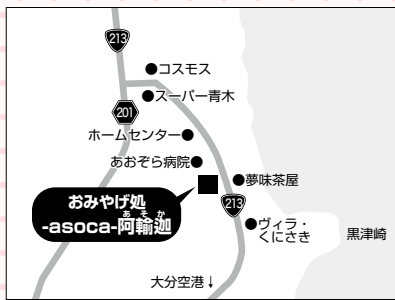 213
コスモス
スーパー青木
201
ホームセンター
あおぞら病院
夢味茶屋
おみやげ処
あそか
-asoca-阿輸迦
213
ヴィラ・
くにさき
黒津崎
大分空港↓